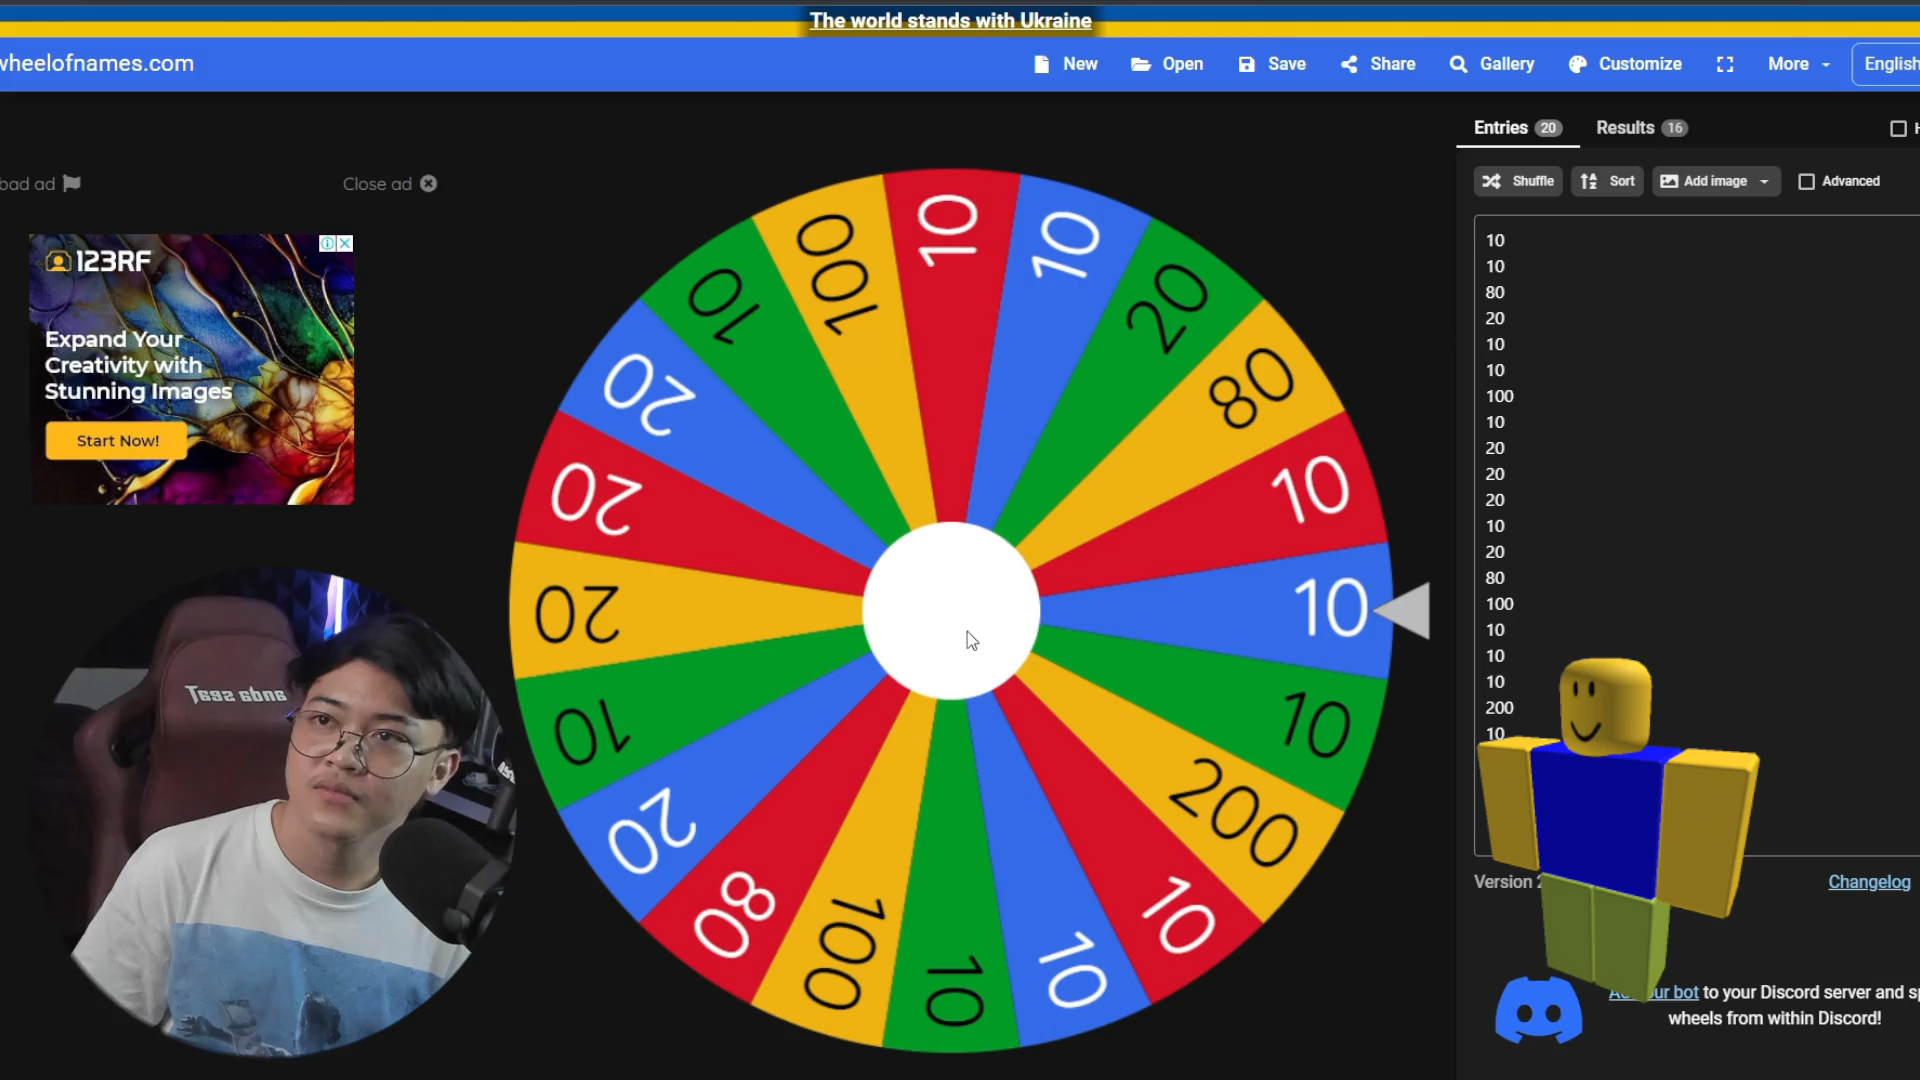 The world stands with Ukraine
wheelofnames.com
New
Open
Save
Share
Gallery
Customize
More
English
Entries 20
Results 16
bad ad
Close ad
Shuffle
Sort
Add image
Advanced
123RF
Expand Your
Creativity with
Stunning Images
Start Now!
10
10
20
80
10
10
10
200
10
10
10
100
80
20
10
20
20
20
10
100
10
10
80
20
10
10
100
10
20
20
20
10
20
80
100
10
10
10
200
10
Version
Changelog
our bot to your Discord server and
wheels from within Discord!